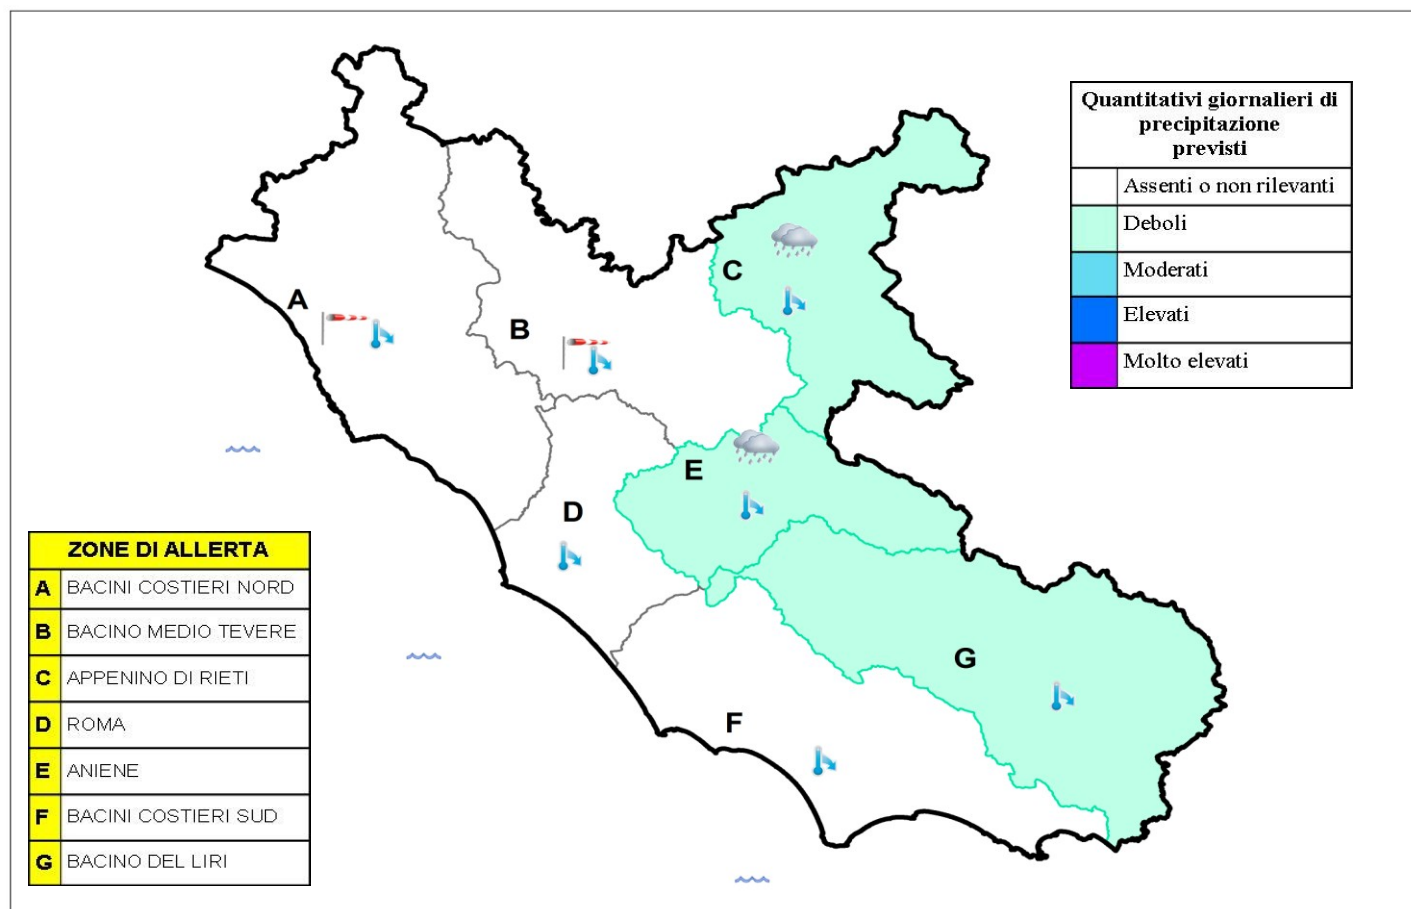 Quantitativi giornalieri di
precipitazione
previsti
Assenti o non rilevanti
Deboli
Moderati
Elevati
Molto elevati
A
B
C
D
E
F
G
ZONE DI ALLERTA
A BACINI COSTIERI NORD
B BACINO MEDIO TEVERE
C APPENINO DI RIETI
D ROMA
E ANIENE
F BACINI COSTIERI SUD
G BACINO DEL LIRI